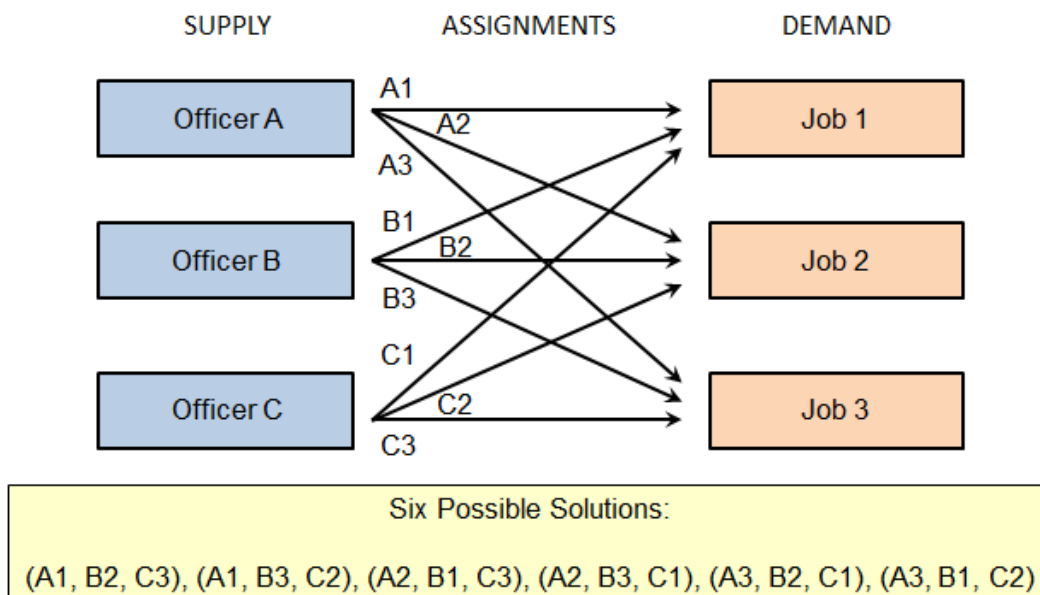 SUPPLY ASSIGNMENTS DEMAND
A1
Officer A A2 Job 1
A3
B1
Officer B B2 Job 2
B3
C1
Officer C C2 Job 3
C3
Six Possible Solutions:
(A1, B2, C3), (A1, B3, C2), (A2, B1, C3), (A2, B3, C1), (A3, B2, C1), (A3, B1, C2)